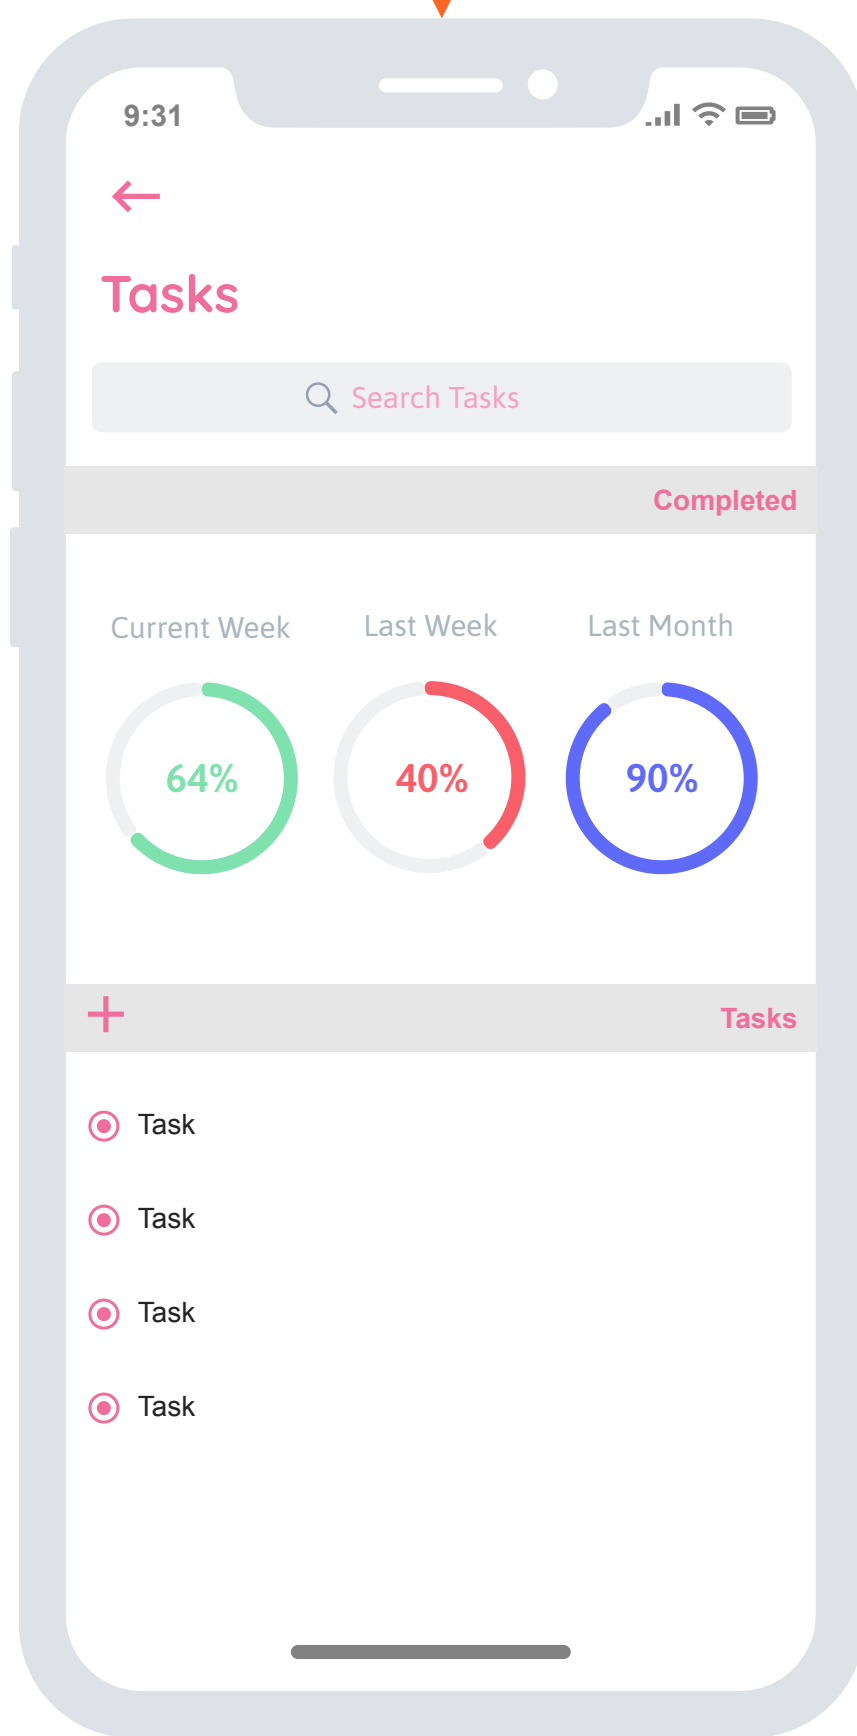 9:31
Tasks
Search Tasks
Completed
Current Week Last Week Last Month
64% 40% 90%
Tasks
Task
Task
Task
Task